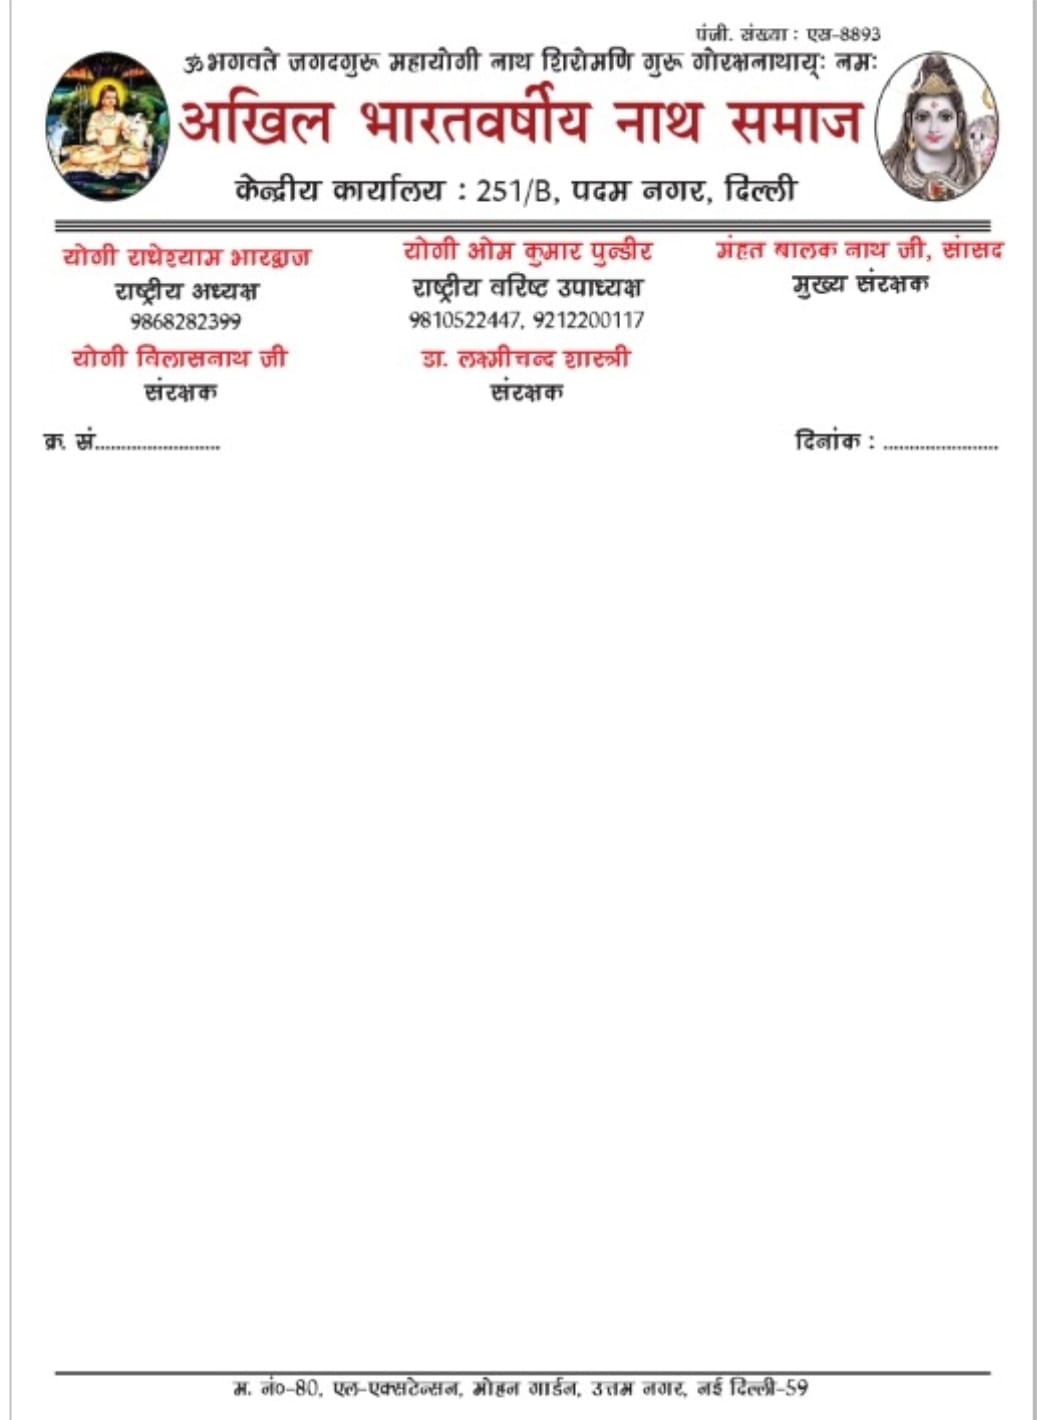 पंजी. संख्या : एस-8893
ॐ भगवते जगदगुरू महायोगी नाथ शिरोमणि गुरू गोरक्षनाथाय्ः नमः
अखिल भारतवर्षीय नाथ समाज
केन्द्रीय कार्यालय : 251/B, पदम नगर, दिल्ली
योगी राधेश्याम भारद्वाज
राष्ट्रीय अध्यक्ष
9868282399
योगी विलासनाथ जी
संरक्षक
योगी ओम कुमार पुन्डीर
राष्ट्रीय वरिष्ट उपाध्यक्ष
9810522447, 9212200117
डा. लक्ष्मीचन्द शास्त्री
संरक्षक
मंहत बालक नाथ जी, सांसद
मुख्य संरक्षक
क्र. सं.........................
दिनांक : .......................
म. नं०-80, एल-एक्सटेन्सन, मोहन गार्डन, उत्तम नगर, नई दिल्ली-59